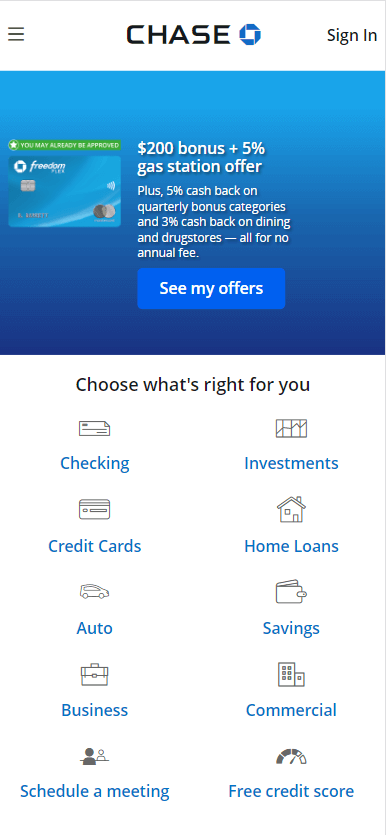 CHASE
Sign In
YOU MAY ALREADY BE APPROVED
freedom
FLEX
$200 bonus + 5%
gas station offer
Plus, 5% cash back on
quarterly bonus categories
and 3% cash back on dining
and drugstores — all for no
annual fee.
See my offers
Choose what's right for you
Checking
Investments
Credit Cards
Home Loans
Auto
Savings
Business
Commercial
Schedule a meeting
Free credit score